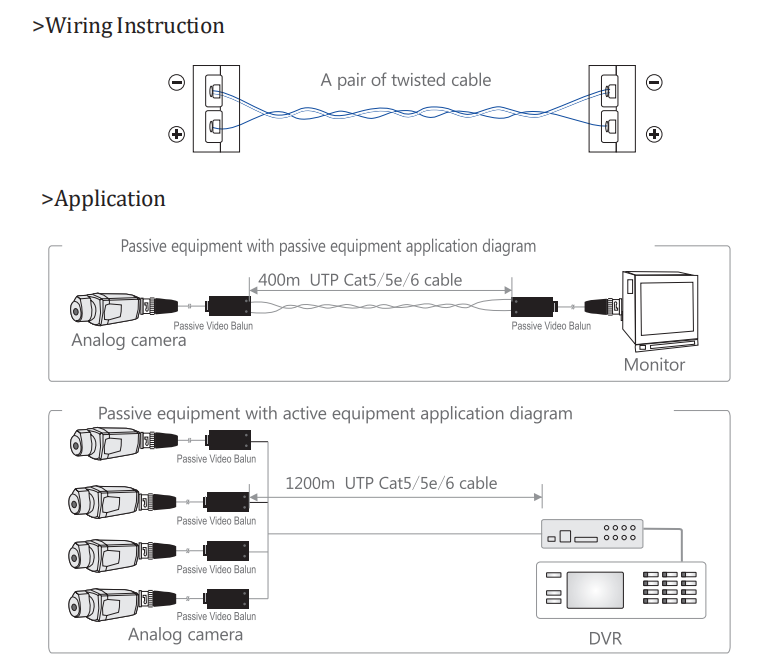 >Wiring Instruction
A pair of twisted cable
>Application
Passive equipment with passive equipment application diagram
400m UTP Cat5/5e/6 cable
Passive Video Balun
Passive Video Balun
Analog camera
Monitor
Passive equipment with active equipment application diagram
Passive Video Balun
1200m UTP Cat5/5e/6 cable
Passive Video Balun
Passive Video Balun
Passive Video Balun
Analog camera
DVR